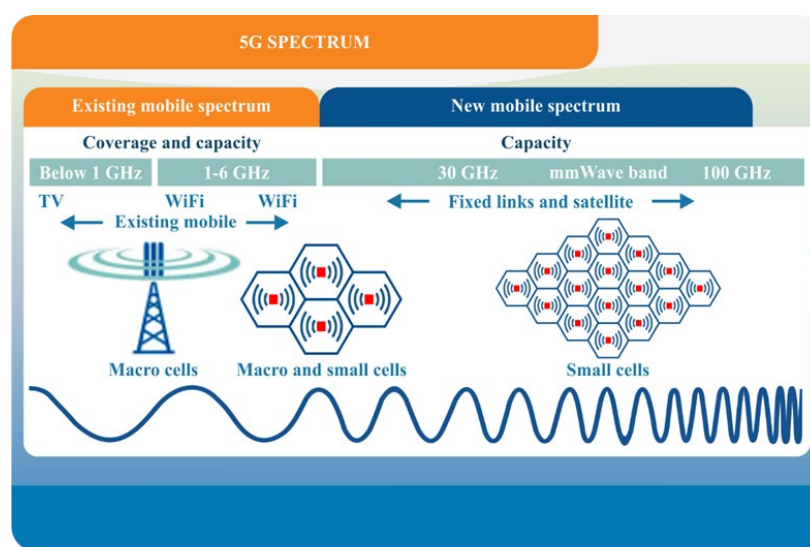 5G SPECTRUM
Existing mobile spectrum
New mobile spectrum
Coverage and capacity
Capacity
Below 1 GHz
1-6 GHz
30 GHz
mmWave band
100 GHz
TV
WiFi
WiFi
Fixed links and satellite
Existing mobile
Macro cells
Macro and small cells
Small cells